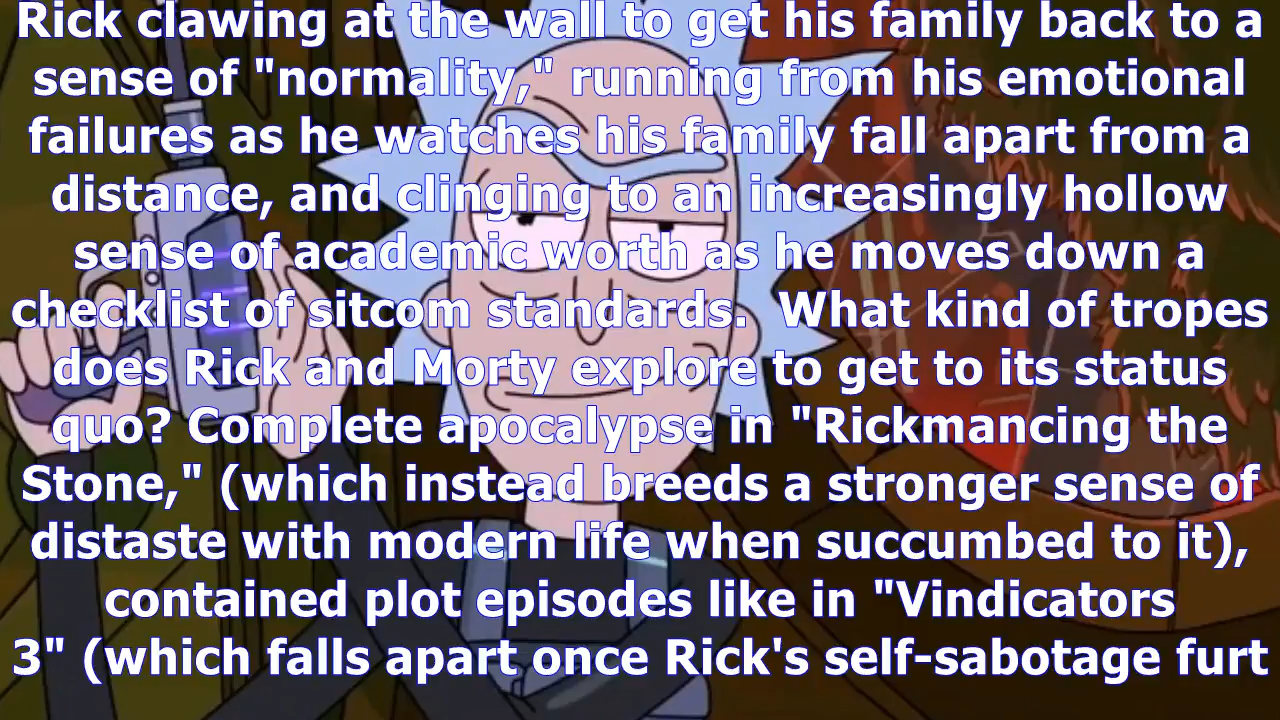 Rick clawing at the wall to get his family back to a
sense of "normality," running from his emotional
failures as he watches his family fall apart from a
distance, and clinging to an increasingly hollow
sense of academic worth as he moves down a
checklist of sitcom standards.  What kind of tropes
does Rick and Morty explore to get to its status
quo? Complete apocalypse in "Rickmancing the
Stone," (which instead breeds a stronger sense of
distaste with modern life when succumbed to it),
contained plot episodes like in "Vindicators
3" (which falls apart once Rick's self-sabotage furt